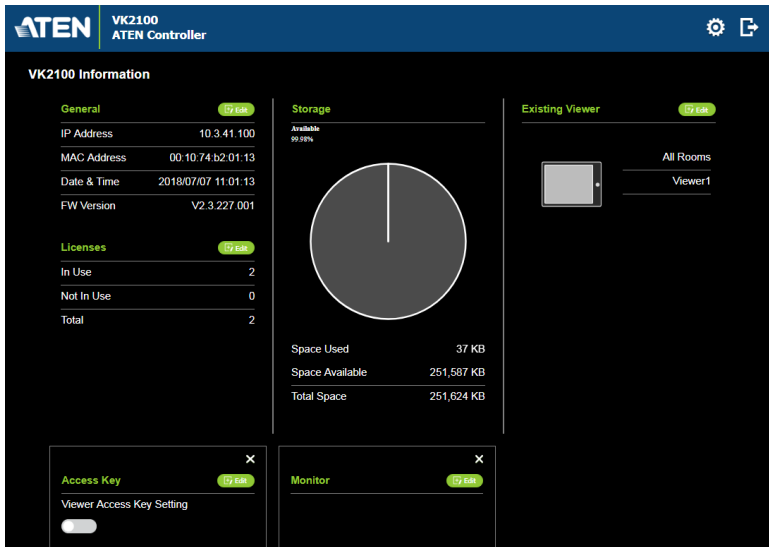 ATEN
VK2100
ATEN Controller
VK2100 Information
General
Edit
IP Address 10.3.41.100
MAC Address 00:10:74:b2:01:13
Date & Time 2018/07/07 11:01:13
FW Version V2.3.227.001
Licenses
Edit
In Use 2
Not In Use 0
Total 2
Storage
Available
99.98%
Space Used 37 KB
Space Available 251,587 KB
Total Space 251,624 KB
Existing Viewer
Edit
All Rooms
Viewer1
Access Key
Edit
Viewer Access Key Setting
Monitor
Edit